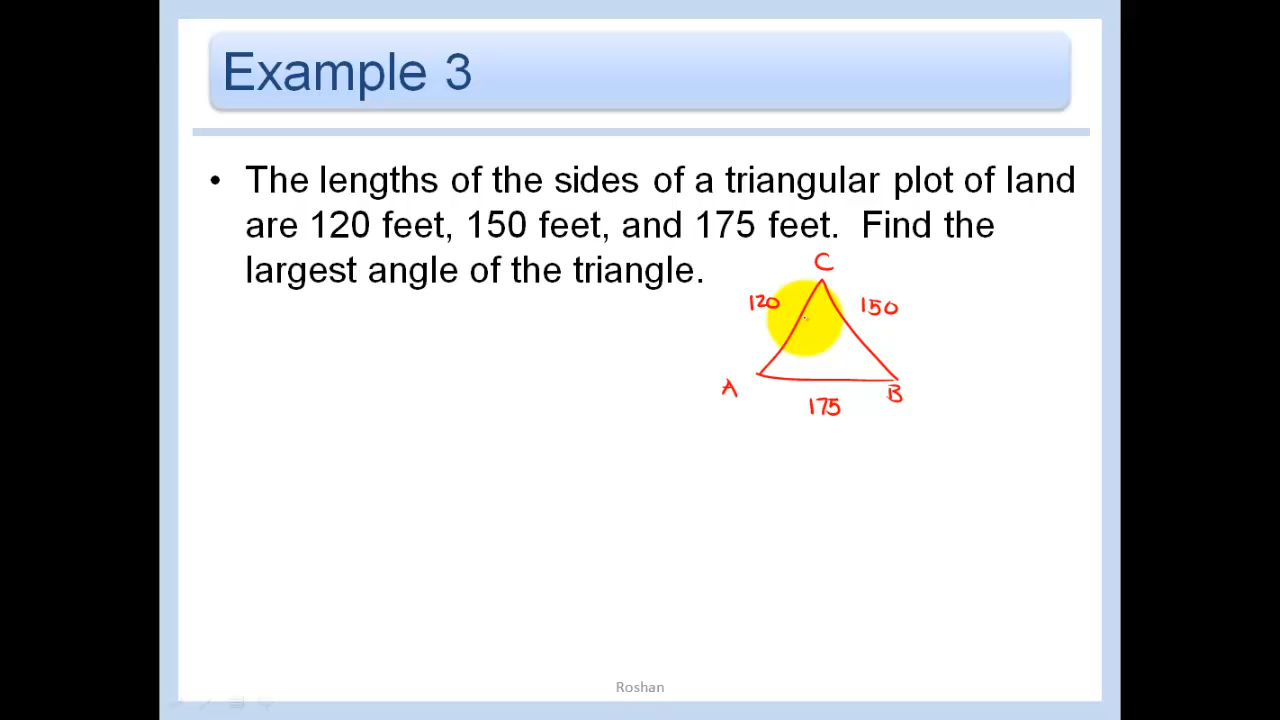 Example 3
• The lengths of the sides of a triangular plot of land
are 120 feet, 150 feet, and 175 feet. Find the
largest angle of the triangle.
C
120
150
A
B
175
Roshan